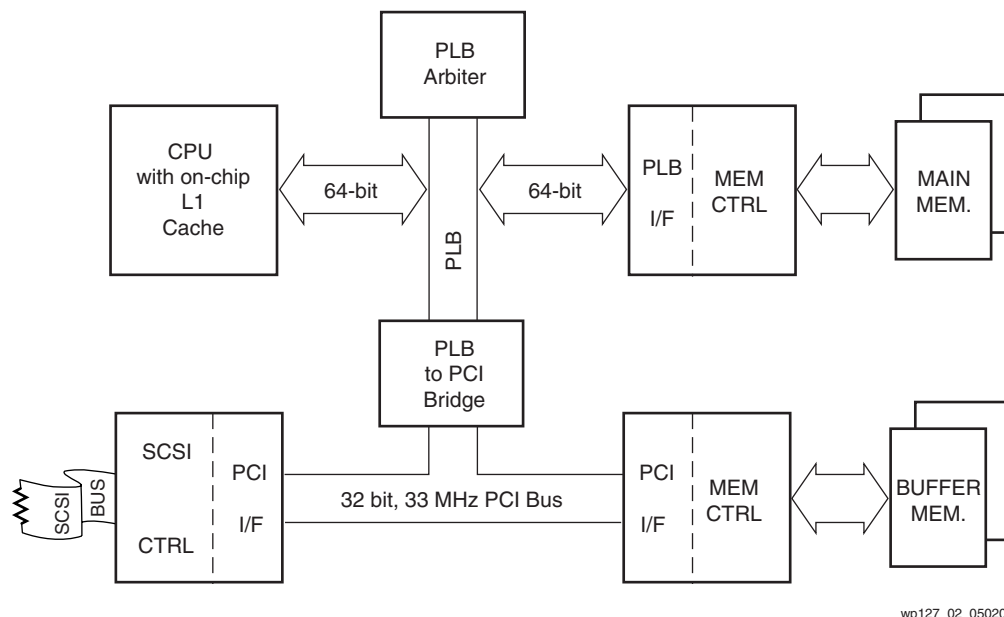 PLB
Arbiter
CPU
with on-chip
L1
Cache
64-bit
PLB
64-bit
PLB
I/F
MEM
CTRL
MAIN
MEM.
PLB
to PCI
Bridge
SCSI
BUS
SCSI
CTRL
PCI
I/F
32 bit, 33 MHz PCI Bus
PCI
I/F
MEM
CTRL
BUFFER
MEM.
wp127_02_05020